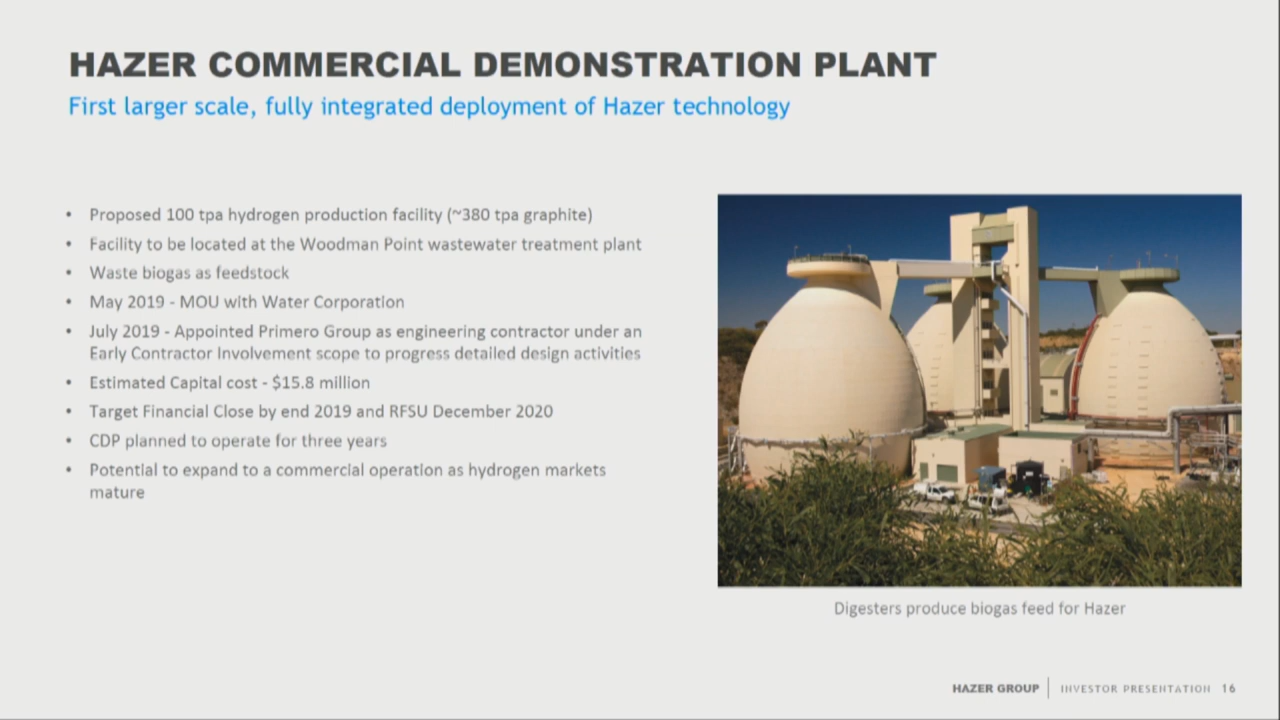 HAZER COMMERCIAL DEMONSTRATION PLANT
First larger scale, fully integrated deployment of Hazer technology
• Proposed 100 tpa hydrogen production facility (~380 tpa graphite)
• Facility to be located at the Woodman Point wastewater treatment plant
• Waste biogas as feedstock
• May 2019 - MOU with Water Corporation
• July 2019 - Appointed Primero Group as engineering contractor under an
Early Contractor Involvement scope to progress detailed design activities
• Estimated Capital cost - $15.8 million
• Target Financial Close by end 2019 and RFSU December 2020
• CDP planned to operate for three years
• Potential to expand to a commercial operation as hydrogen markets
mature
Digesters produce biogas feed for Hazer
HAZER GROUP | INVESTOR PRESENTATION 16